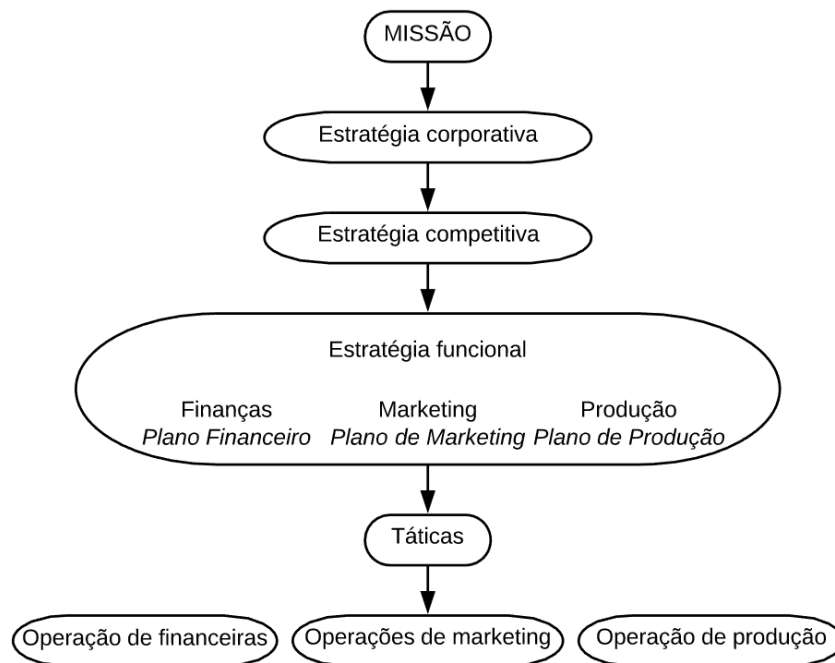 MISSÃO
Estratégia corporativa
Estratégia competitiva
Estratégia funcional
Finanças Marketing Produção
Plano Financeiro Plano de Marketing Plano de Produção
Táticas
Operação de financeiras Operações de marketing Operação de produção